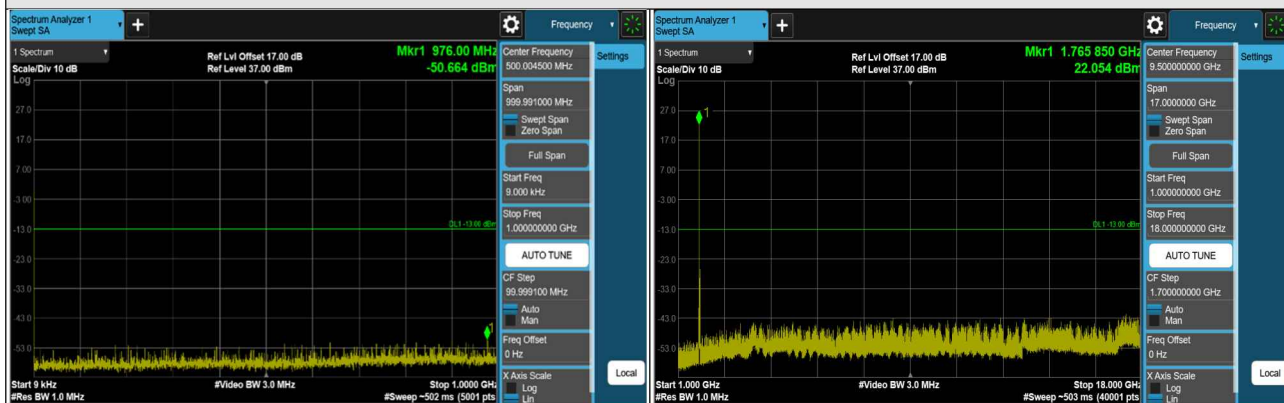 Spectrum Analyzer 1
Swept SA
+
Frequency
1 Spectrum
Scale/Div 10 dB
Log
Ref Lvl Offset 17.00 dB
Ref Level 37.00 dBm
Mkr1 976.00 MHz
-50.664 dBm
27.0
17.0
7.00
-3.00
-13.0
-23.0
-33.0
-43.0
-53.0
DL1 -13.00 dBm
1
Start 9 kHz
#Res BW 1.0 MHz
#Video BW 3.0 MHz
Stop 1.0000 GHz
#Sweep ~502 ms (5001 pts
Center Frequency
500.004500 MHz
Span
999.991000 MHz
Swept Span
Zero Span
Full Span
Start Freq
9.000 kHz
Stop Freq
1.000000000 GHz
AUTO TUNE
CF Step
99.999100 MHz
Auto
Man
Freq Offset
0 Hz
X Axis Scale
Log
Lin
Settings
Local
Spectrum Analyzer 1
Swept SA
+
Frequency
1 Spectrum
Scale/Div 10 dB
Log
Ref Lvl Offset 17.00 dB
Ref Level 37.00 dBm
Mkr1 1.765 850 GHz
22.054 dBm
27.0
17.0
7.00
-3.00
-13.0
-23.0
-33.0
-43.0
-53.0
DL1 -13.00 dBm
1
Start 1.000 GHz
#Res BW 1.0 MHz
#Video BW 3.0 MHz
Stop 18.000 GHz
#Sweep ~503 ms (40001 pts
Center Frequency
9.500000000 GHz
Span
17.0000000 GHz
Swept Span
Zero Span
Full Span
Start Freq
1.000000000 GHz
Stop Freq
18.000000000 GHz
AUTO TUNE
CF Step
1.700000000 GHz
Auto
Man
Freq Offset
0 Hz
X Axis Scale
Log
Lin
Settings
Local